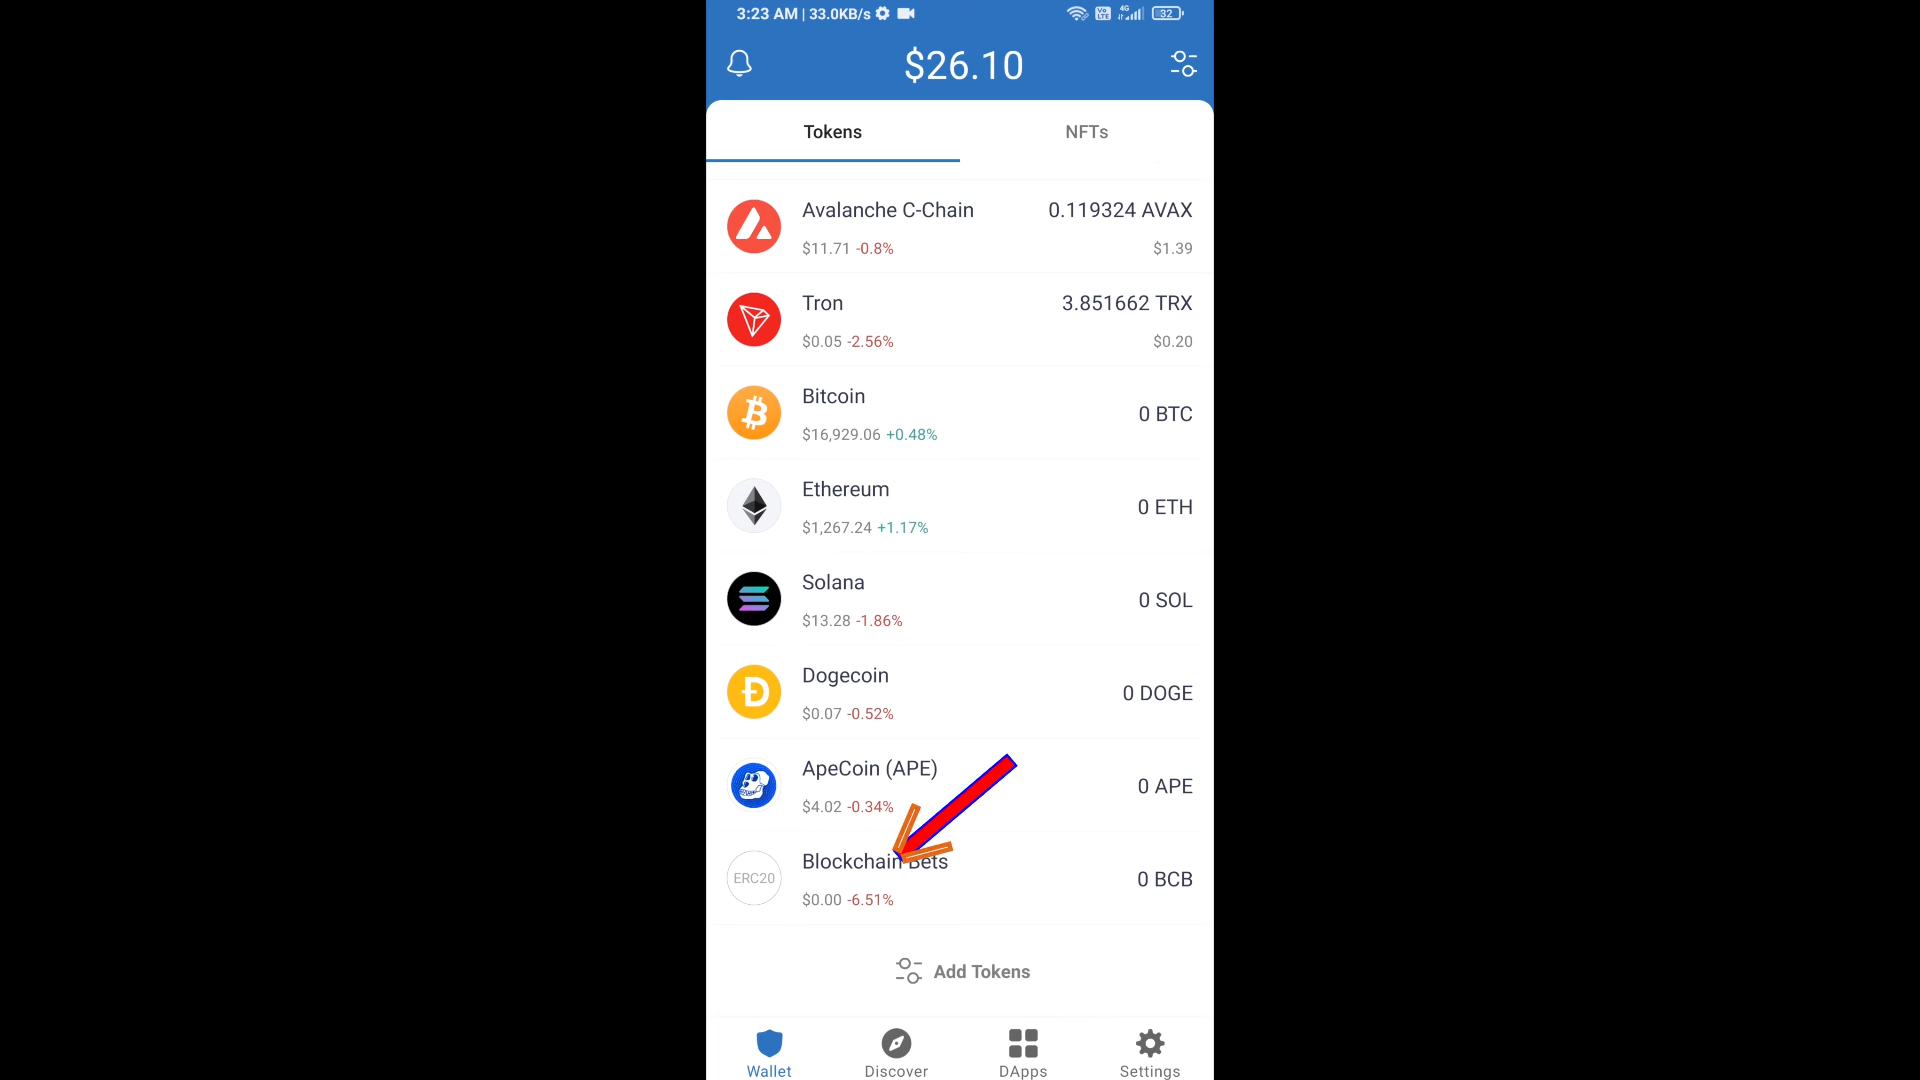 3:23 AM | 33.0KB/s
Vo LTE 4G 32
$26.10
Tokens NFTs
Avalanche C-Chain 0.119324 AVAX
$11.71 -0.8% $1.39
Tron 3.851662 TRX
$0.05 -2.56% $0.20
Bitcoin
0 BTC
$16,929.06 +0.48%
Ethereum
0 ETH
$1,267.24 +1.17%
Solana
0 SOL
$13.28 -1.86%
Dogecoin
0 DOGE
$0.07 -0.52%
ApeCoin (APE)
0 APE
$4.02 -0.34%
Blockchain Bets
ERC20 0 BCB
$0.00 -6.51%
Add Tokens
Wallet Discover DApps Settings